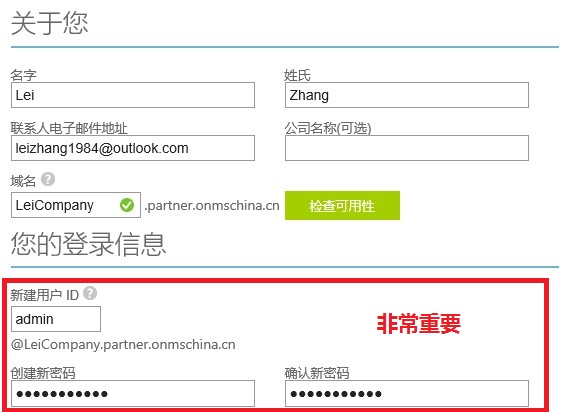 关于您
名字 姓氏
Lei Zhang
联系人电子邮件地址 公司名称(可选)
leizhang1984@outlook.com
域名 ?
LeiCompany .partner.onmschina.cn 检查可用性
您的登录信息
新建用户 ID ?
admin 非常重要
@LeiCompany.partner.onmschina.cn
创建新密码 确认新密码
●●●●●●●●●●● ●●●●●●●●●●●